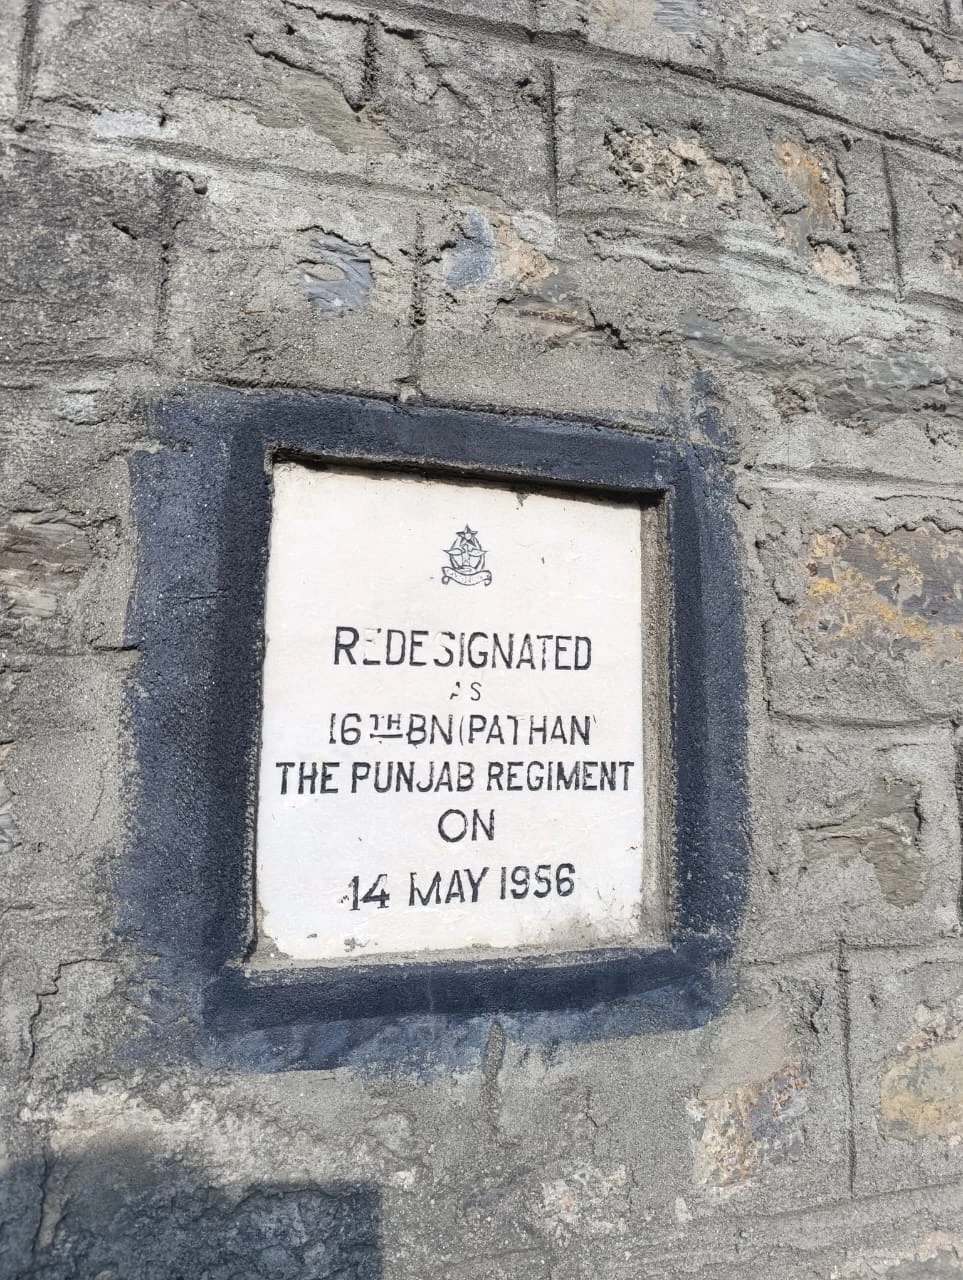 REDESIGNATED
AS
16TH BN (PATHAN)
THE PUNJAB REGIMENT
ON
14 MAY 1956